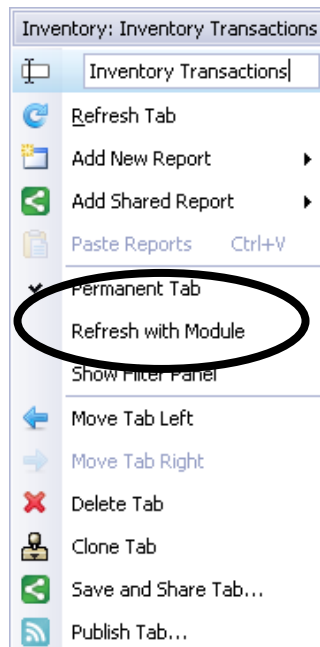 Inventory: Inventory Transactions
Inventory Transactions
Refresh Tab
Add New Report
Add Shared Report
Paste Reports Ctrl+V
Permanent Tab
Refresh with Module
Show Filter Panel
Move Tab Left
Move Tab Right
Delete Tab
Clone Tab
Save and Share Tab...
Publish Tab...